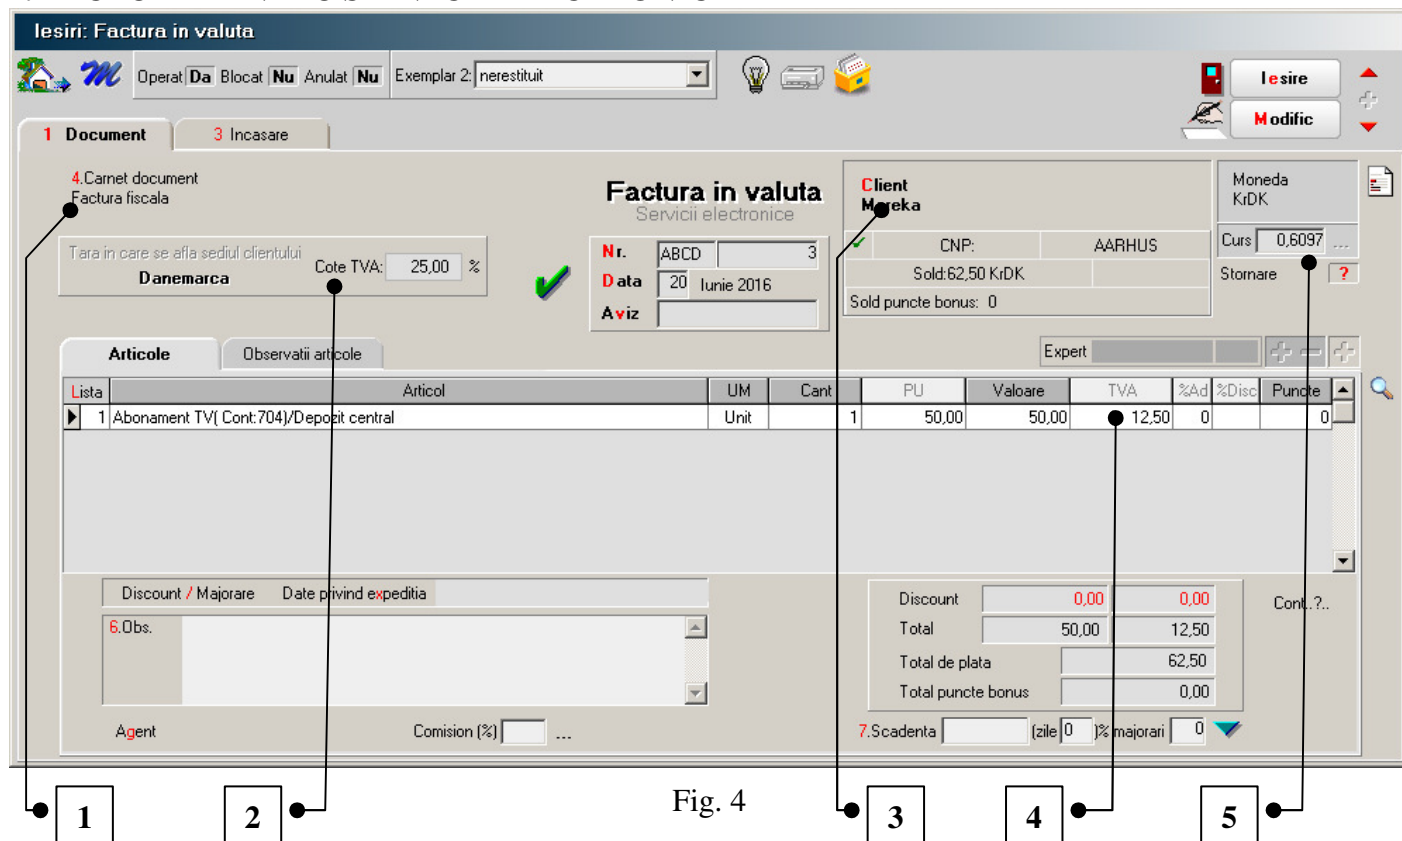 Iesiri: Factura in valuta
Operat Da Blocat Nu Anulat Nu Exemplar 2: nerestituit
Iesire
Modific
1 Document 3 Incasare
4.Carnet document
Factura fiscala
Factura in valuta
Servicii electronice
Client
Mereka
Moneda
KrDK
Tara in care se afla sediul clientului
Danemarca
Cote TVA: 25,00 %
Nr. ABCD 3
Data 20 Iunie 2016
Aviz
CNP: AARHUS
Sold:62,50 KrDK
Sold puncte bonus: 0
Curs 0,6097 ...
Stornare ?
Articole Observatii articole
Expert
Lista Articol UM Cant PU Valoare TVA %Ad %Disc Puncte
1 Abonament TV( Cont:704)/Depozit central Unit 1 50,00 50,00 12,50 0 0
Discount / Majorare Date privind expeditia
6.Obs.
Discount 0,00 0,00
Total 50,00 12,50
Total de plata 62,50
Total puncte bonus 0,00
Cont..?..
Agent Comision (%) ...
7.Scadenta (zile 0 )% majorari 0
1 2 Fig. 4 3 4 5